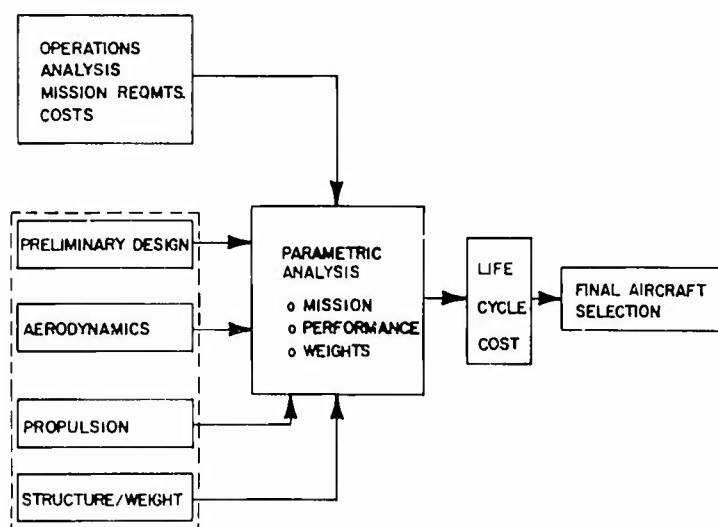 OPERATIONS
ANALYSIS
MISSION REQMTS.
COSTS
PRELIMINARY DESIGN
AERODYNAMICS
PROPULSION
STRUCTURE/WEIGHT
PARAMETRIC
ANALYSIS
o MISSION
o PERFORMANCE
o WEIGHTS
LIFE
CYCLE
COST
FINAL AIRCRAFT
SELECTION